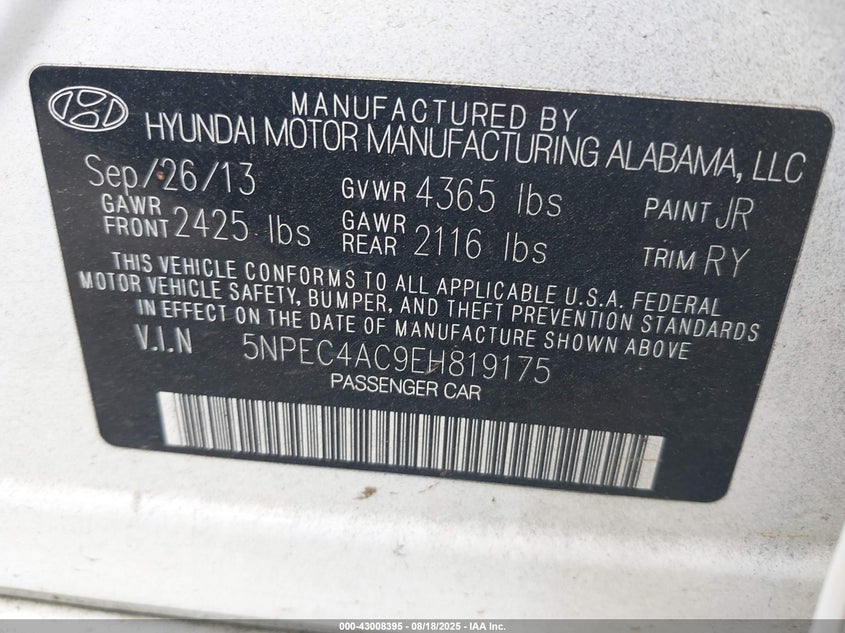 MANUFACTURED BY
HYUNDAI MOTOR MANUFACTURING ALABAMA, LLC
Sep/26/13 GVWR 4365 lbs PAINT JR
GAWR FRONT 2425 lbs GAWR REAR 2116 lbs TRIM RY
THIS VEHICLE CONFORMS TO ALL APPLICABLE U.S.A. FEDERAL
MOTOR VEHICLE SAFETY, BUMPER, AND THEFT PREVENTION STANDARDS
IN EFFECT ON THE DATE OF MANUFACTURE SHOWN ABOVE
V.I.N 5NPEC4AC9EH819175
PASSENGER CAR
000-43008395 - 08/18/2025 - IAA Inc.